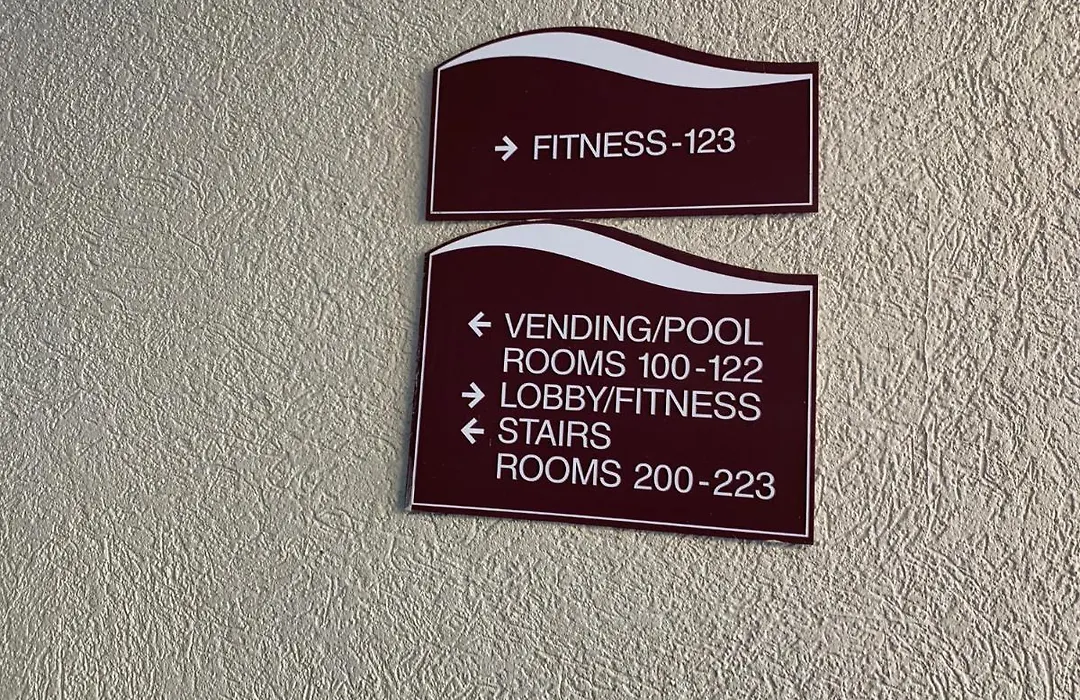 → FITNESS-123
← VENDING/POOL
ROOMS 100-122
→ LOBBY/FITNESS
← STAIRS
ROOMS 200-223